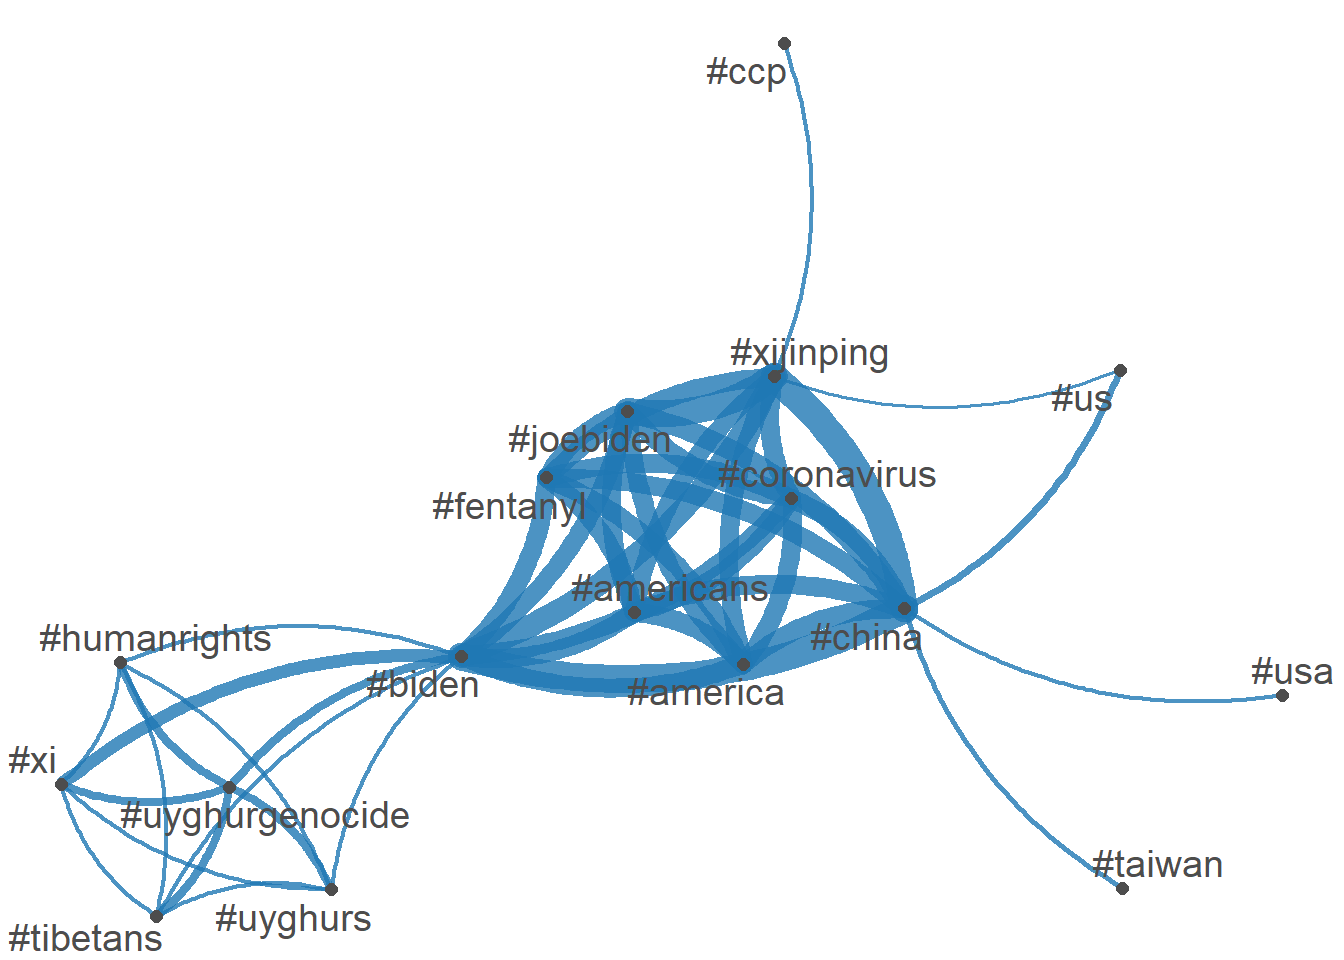 #ccp
#xijinping
#us
#joebiden
#coronavirus
#fentanyl
#americans
#humanrights
#china
#biden
#america
#usa
#xi
#uyghurgenocide
#taiwan
#uyghurs
#tibetans